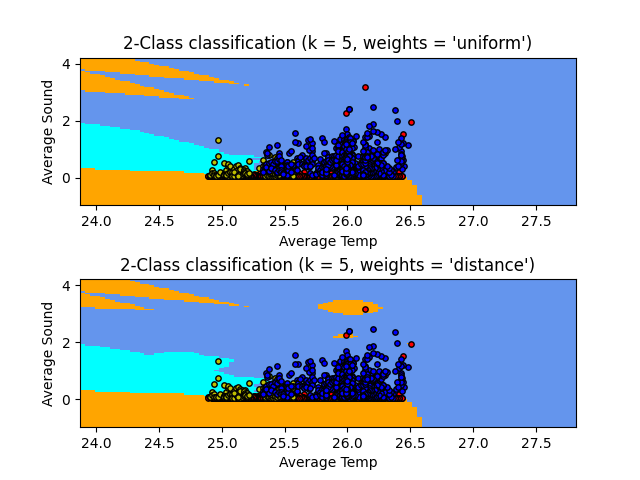 2-Class classification (k = 5, weights = 'uniform')
4
2
0
Average Sound
24.0 24.5 25.0 25.5 26.0 26.5 27.0 27.5
Average Temp
2-Class classification (k = 5, weights = 'distance')
4
2
0
Average Sound
24.0 24.5 25.0 25.5 26.0 26.5 27.0 27.5
Average Temp